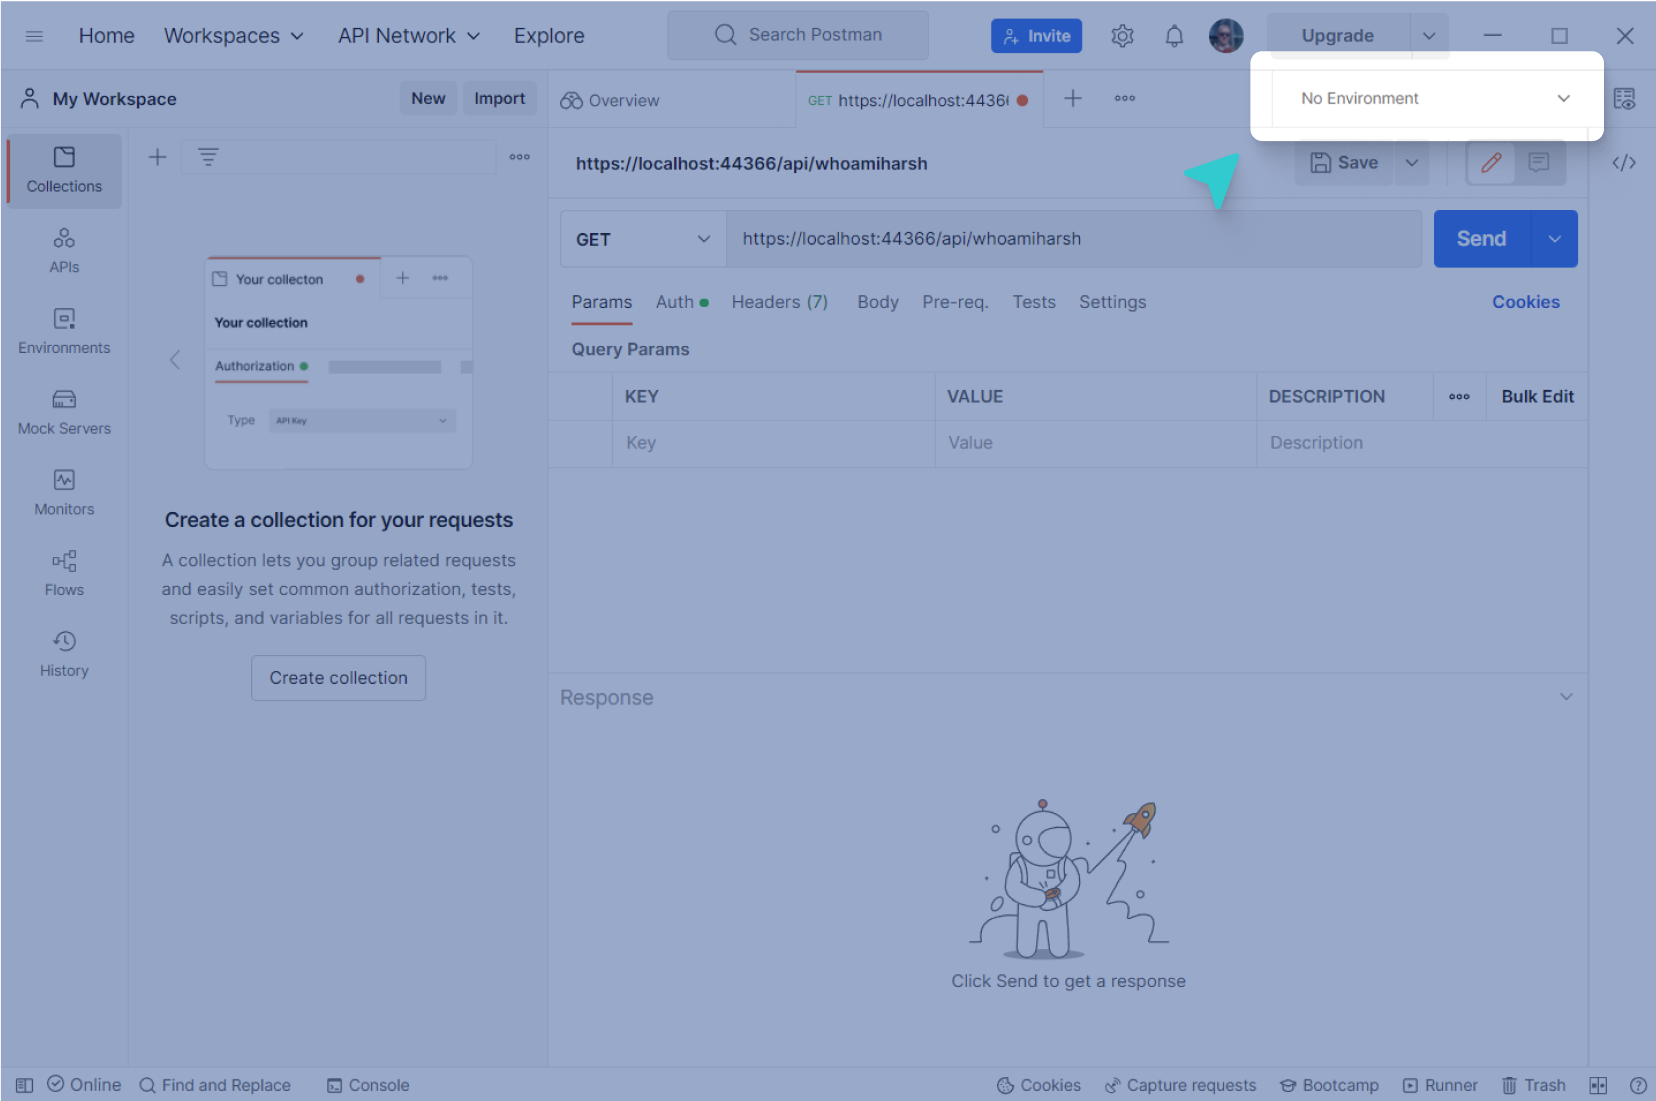 Home Workspaces API Network Explore Search Postman Invite Upgrade
My Workspace New Import Overview GET https://localhost:4436 No Environment
Collections
APIs
Environments
Mock Servers
Monitors
Flows
History
Your collecton
Your collection
Authorization
Type API Key
Create a collection for your requests
A collection lets you group related requests
and easily set common authorization, tests,
scripts, and variables for all requests in it.
Create collection
https://localhost:44366/api/whoamiharsh Save
GET https://localhost:44366/api/whoamiharsh Send
Params Auth Headers (7) Body Pre-req. Tests Settings Cookies
Query Params
KEY VALUE DESCRIPTION Bulk Edit
Key Value Description
Response
Click Send to get a response
Online Find and Replace Console Cookies Capture requests Bootcamp Runner Trash